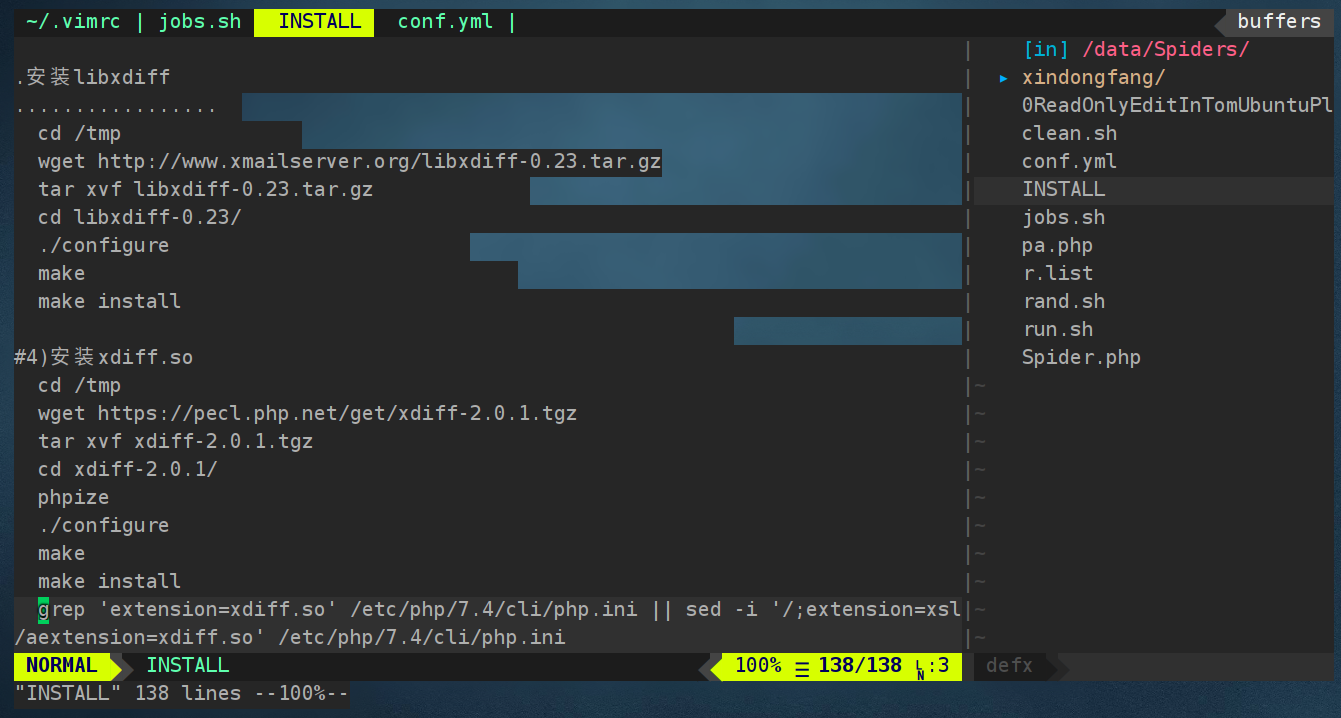 ~/.vimrc | jobs.sh INSTALL conf.yml | buffers
.安装libxdiff
.................
cd /tmp
wget http://www.xmailserver.org/libxdiff-0.23.tar.gz
tar xvf libxdiff-0.23.tar.gz
cd libxdiff-0.23/
./configure
make
make install
#4)安装xdiff.so
cd /tmp
wget https://pecl.php.net/get/xdiff-2.0.1.tgz
tar xvf xdiff-2.0.1.tgz
cd xdiff-2.0.1/
phpize
./configure
make
make install
grep 'extension=xdiff.so' /etc/php/7.4/cli/php.ini || sed -i '/;extension=xsl
/aextension=xdiff.so' /etc/php/7.4/cli/php.ini
[in] /data/Spiders/
▸ xindongfang/
0ReadOnlyEditInTomUbuntuPl
clean.sh
conf.yml
INSTALL
jobs.sh
pa.php
r.list
rand.sh
run.sh
Spider.php
~
~
~
~
~
~
~
~
~
~
NORMAL INSTALL 100% ☰ 138/138 ␤:3 defx
"INSTALL" 138 lines --100%--